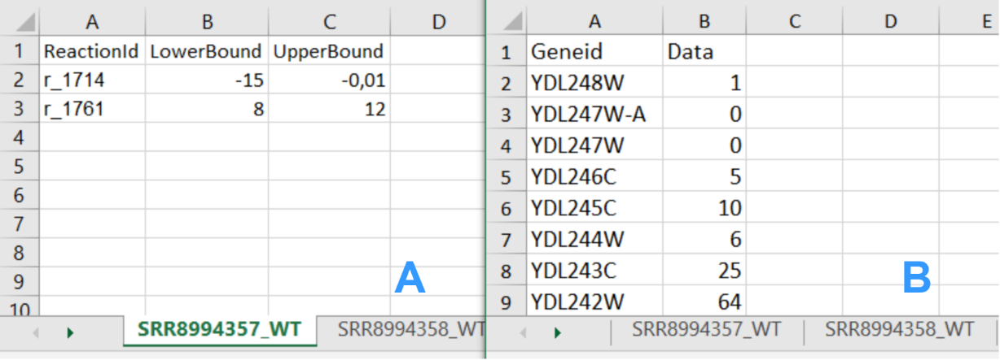 A B C D
1 ReactionId LowerBound UpperBound
2 r_1714 -15 -0,01
3 r_1761 8 12
4
5
6
7
8
9
10
A
SRR8994357_WT SRR8994358_WT
A B C D E
1 Geneid Data
2 YDL248W 1
3 YDL247W-A 0
4 YDL247W 0
5 YDL246C 5
6 YDL245C 10
7 YDL244W 6
8 YDL243C 25
9 YDL242W 64
B
SRR8994357_WT SRR8994358_WT